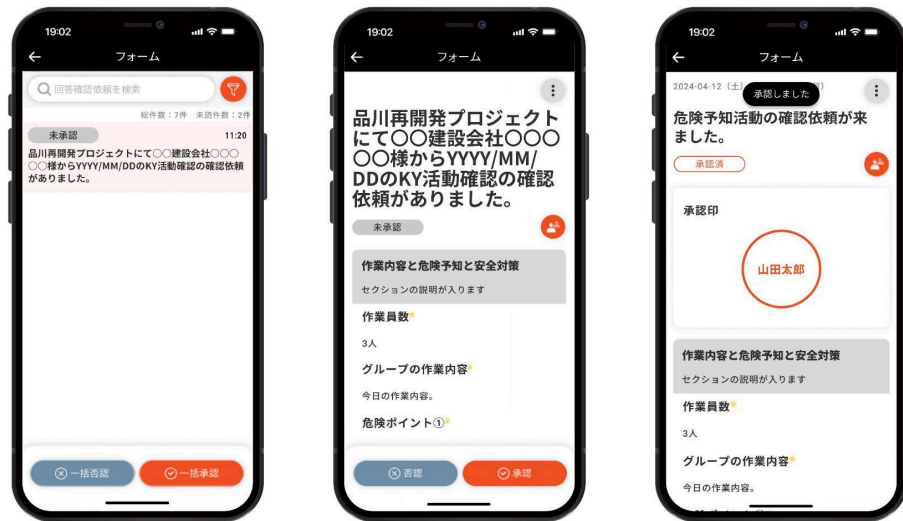 19:02
フォーム
回答確認依頼を検索
総件数：7件 未読件数：2件
未承認
11:20
品川再開発プロジェクトにて〇〇建設会社〇〇〇
〇〇様からYYYY/MM/DDのKY活動確認の確認依頼
がありました。
一括否認
一括承認
19:02
フォーム
品川再開発プロジェクト
にて〇〇建設会社〇〇〇
〇〇様からYYYY/MM/
DDのKY活動確認の確認
依頼がありました。
未承認
作業内容と危険予知と安全対策
セクションの説明が入ります
作業員数*
3人
グループの作業内容*
今日の作業内容。
危険ポイント①*
否認
承認
19:02
フォーム
2024-04-12（土）
承認しました
危険予知活動の確認依頼が来
ました。
承認済
承認印
山田太郎
作業内容と危険予知と安全対策
セクションの説明が入ります
作業員数*
3人
グループの作業内容*
今日の作業内容。